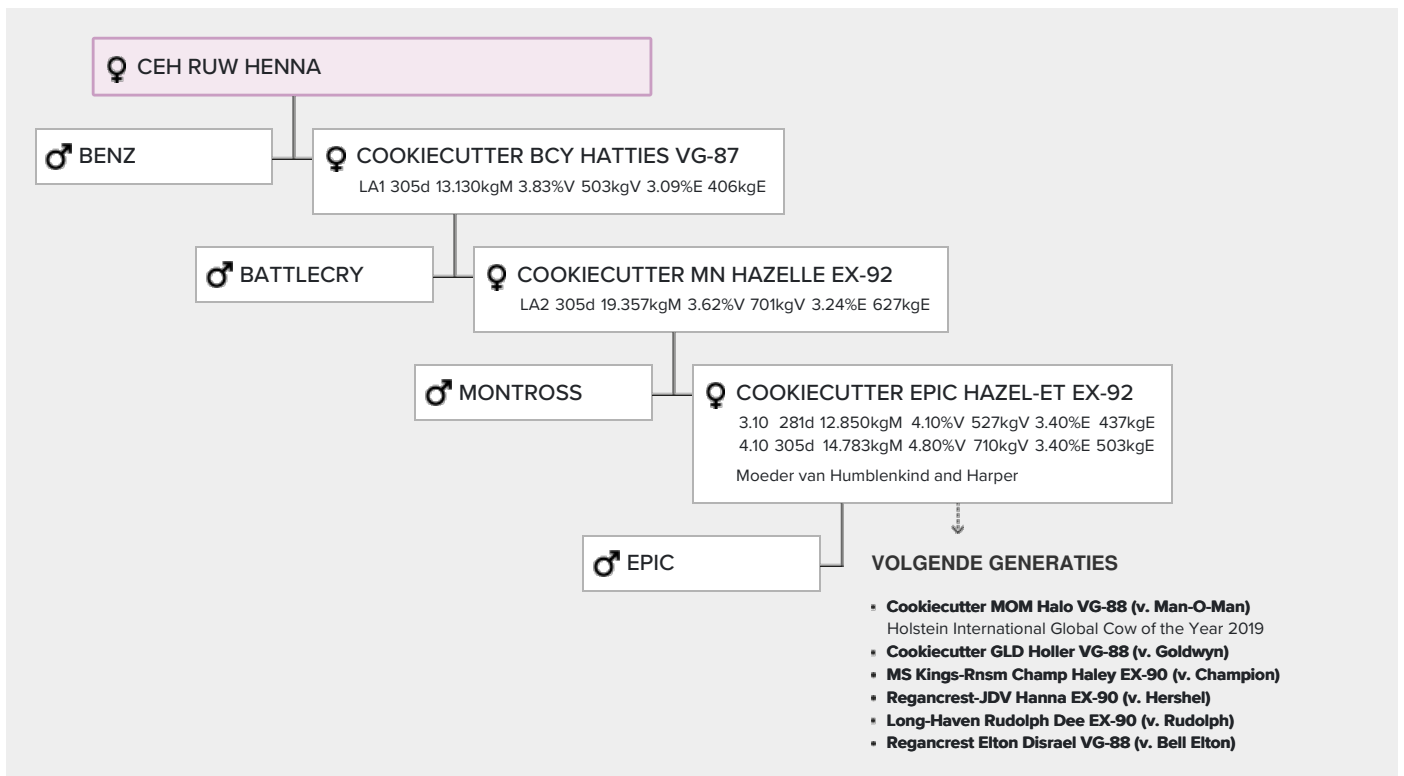 CEH RUW HENNA
BENZ
COOKIECUTTER BCY HATTIES VG-87
LA1 305d 13.130kgM 3.83%V 503kgV 3.09%E 406kgE
BATTLECRY
COOKIECUTTER MN HAZELLE EX-92
LA2 305d 19.357kgM 3.62%V 701kgV 3.24%E 627kgE
MONTROSS
COOKIECUTTER EPIC HAZEL-ET EX-92
3.10 281d 12.850kgM 4.10%V 527kgV 3.40%E 437kgE
4.10 305d 14.783kgM 4.80%V 710kgV 3.40%E 503kgE
Moeder van Humblenkind and Harper
EPIC
VOLGENDE GENERATIES
▪ Cookiecutter MOM Halo VG-88 (v. Man-O-Man)
Holstein International Global Cow of the Year 2019
▪ Cookiecutter GLD Holler VG-88 (v. Goldwyn)
▪ MS Kings-Rnsm Champ Haley EX-90 (v. Champion)
▪ Regancrest-JDV Hanna EX-90 (v. Hershel)
▪ Long-Haven Rudolph Dee EX-90 (v. Rudolph)
▪ Regancrest Elton Disrael VG-88 (v. Bell Elton)